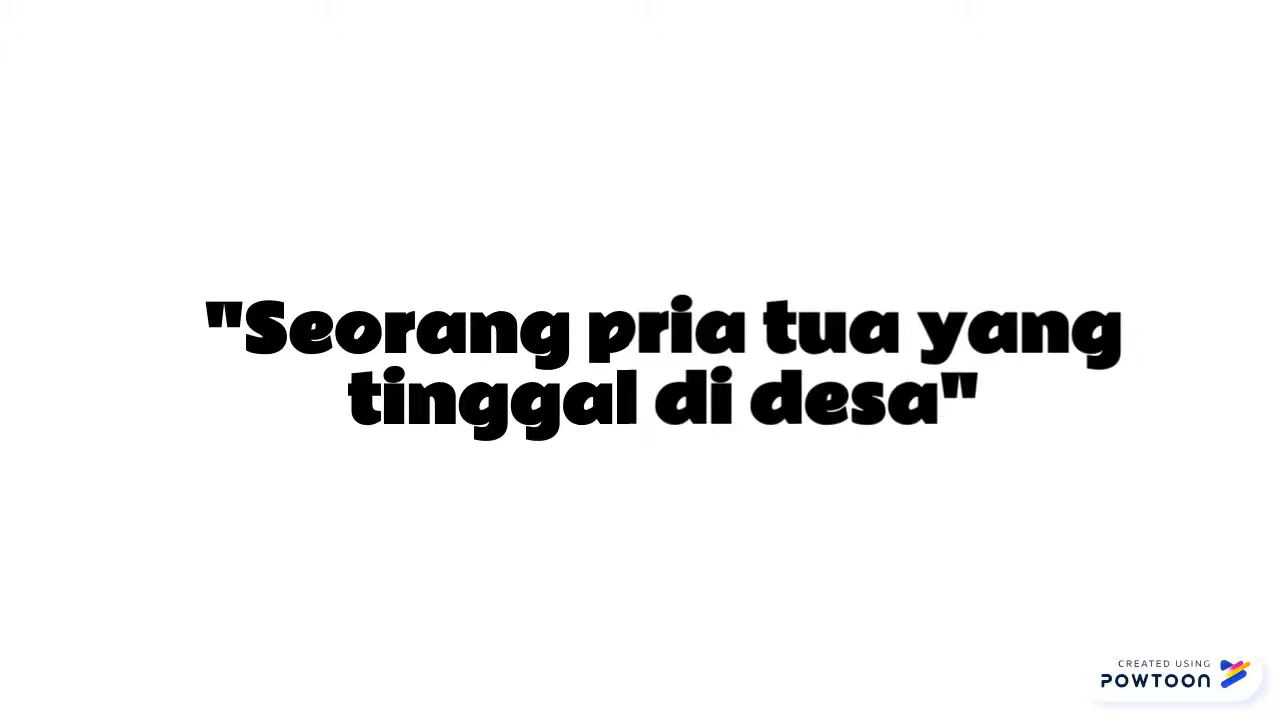 "Seorang pria tua yang
tinggal di desa"
CREATED USING
POWTOON